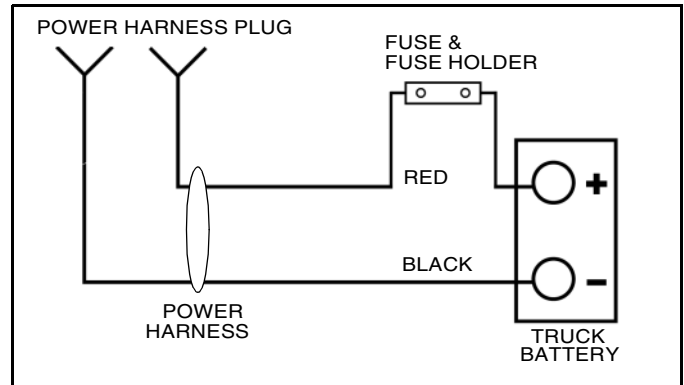 POWER HARNESS PLUG
FUSE &
FUSE HOLDER
RED
+
BLACK
-
POWER
HARNESS
TRUCK
BATTERY